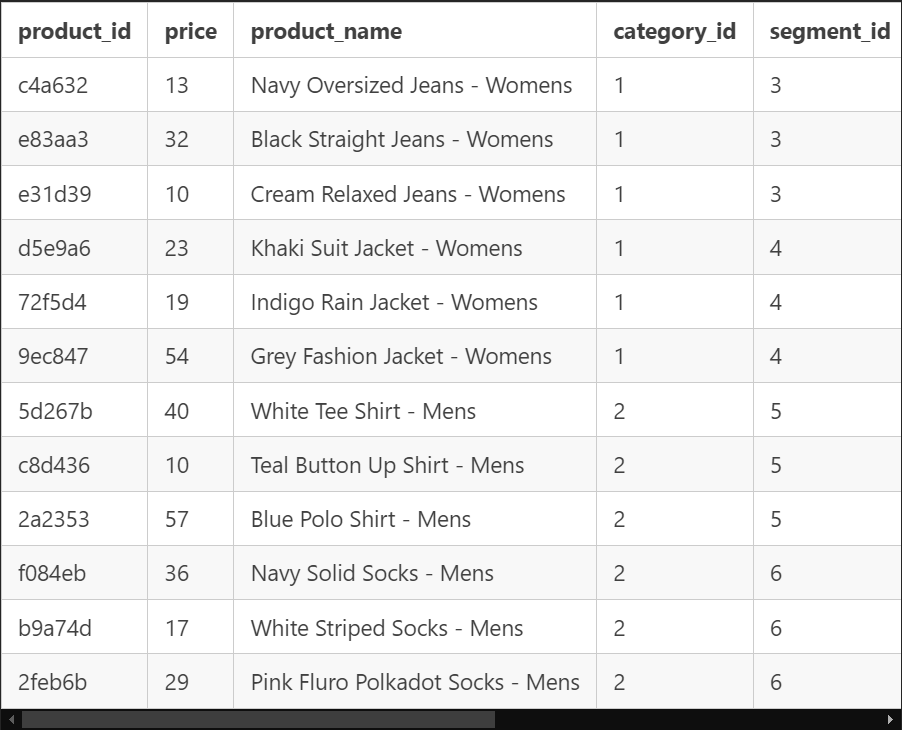 product_id price product_name category_id segment_id
c4a632 13 Navy Oversized Jeans - Womens 1 3
e83aa3 32 Black Straight Jeans - Womens 1 3
e31d39 10 Cream Relaxed Jeans - Womens 1 3
d5e9a6 23 Khaki Suit Jacket - Womens 1 4
72f5d4 19 Indigo Rain Jacket - Womens 1 4
9ec847 54 Grey Fashion Jacket - Womens 1 4
5d267b 40 White Tee Shirt - Mens 2 5
c8d436 10 Teal Button Up Shirt - Mens 2 5
2a2353 57 Blue Polo Shirt - Mens 2 5
f084eb 36 Navy Solid Socks - Mens 2 6
b9a74d 17 White Striped Socks - Mens 2 6
2feb6b 29 Pink Fluro Polkadot Socks - Mens 2 6